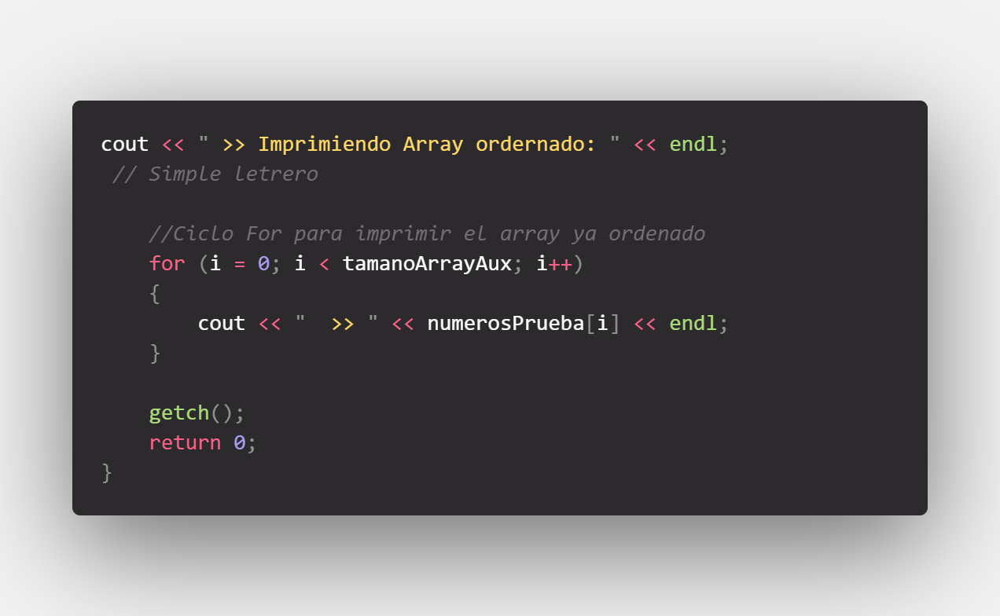 cout << " >> Imprimiendo Array ordernado: " << endl;
 // Simple letrero

    //Ciclo For para imprimir el array ya ordenado
    for (i = 0; i < tamanoArrayAux; i++)
    {
        cout << "  >> " << numerosPrueba[i] << endl;
    }

    getch();
    return 0;
}